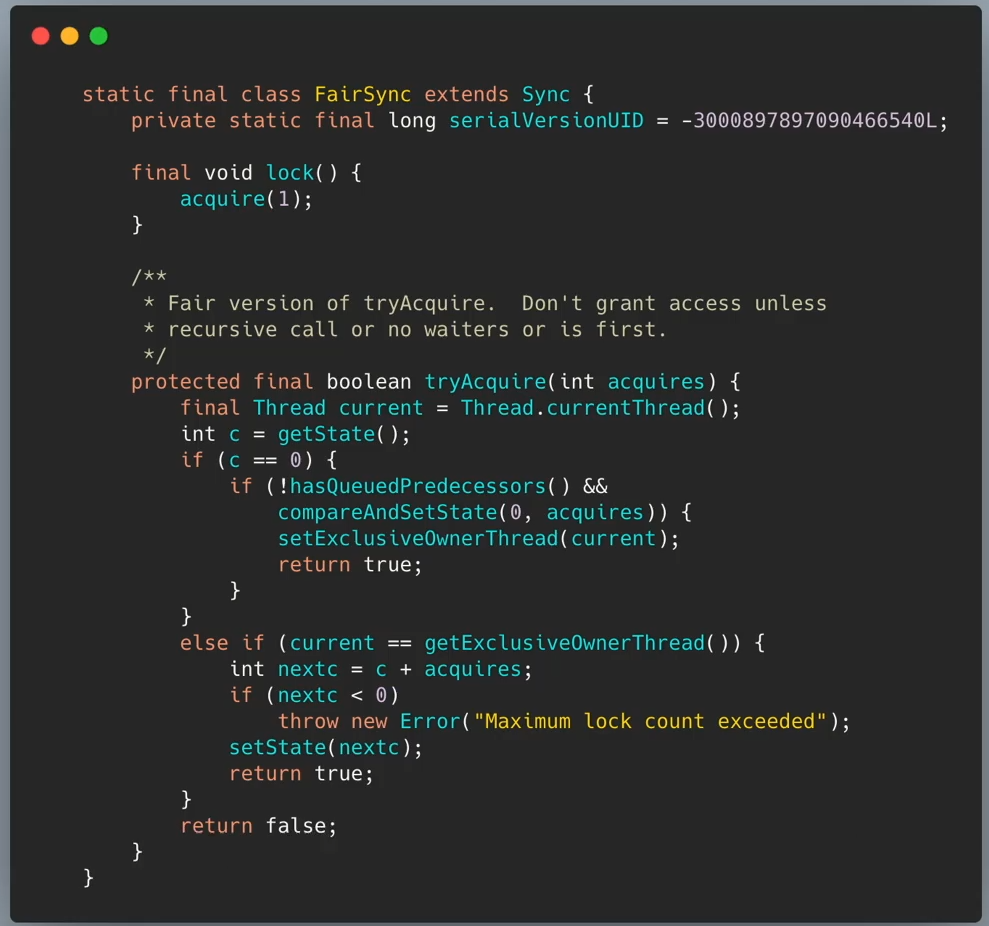 static final class FairSync extends Sync {
    private static final long serialVersionUID = -3000897897090466540L;

    final void lock() {
        acquire(1);
    }

    /**
     * Fair version of tryAcquire.  Don't grant access unless
     * recursive call or no waiters or is first.
     */
    protected final boolean tryAcquire(int acquires) {
        final Thread current = Thread.currentThread();
        int c = getState();
        if (c == 0) {
            if (!hasQueuedPredecessors() &&
                compareAndSetState(0, acquires)) {
                setExclusiveOwnerThread(current);
                return true;
            }
        }
        else if (current == getExclusiveOwnerThread()) {
            int nextc = c + acquires;
            if (nextc < 0)
                throw new Error("Maximum lock count exceeded");
            setState(nextc);
            return true;
        }
        return false;
    }
}